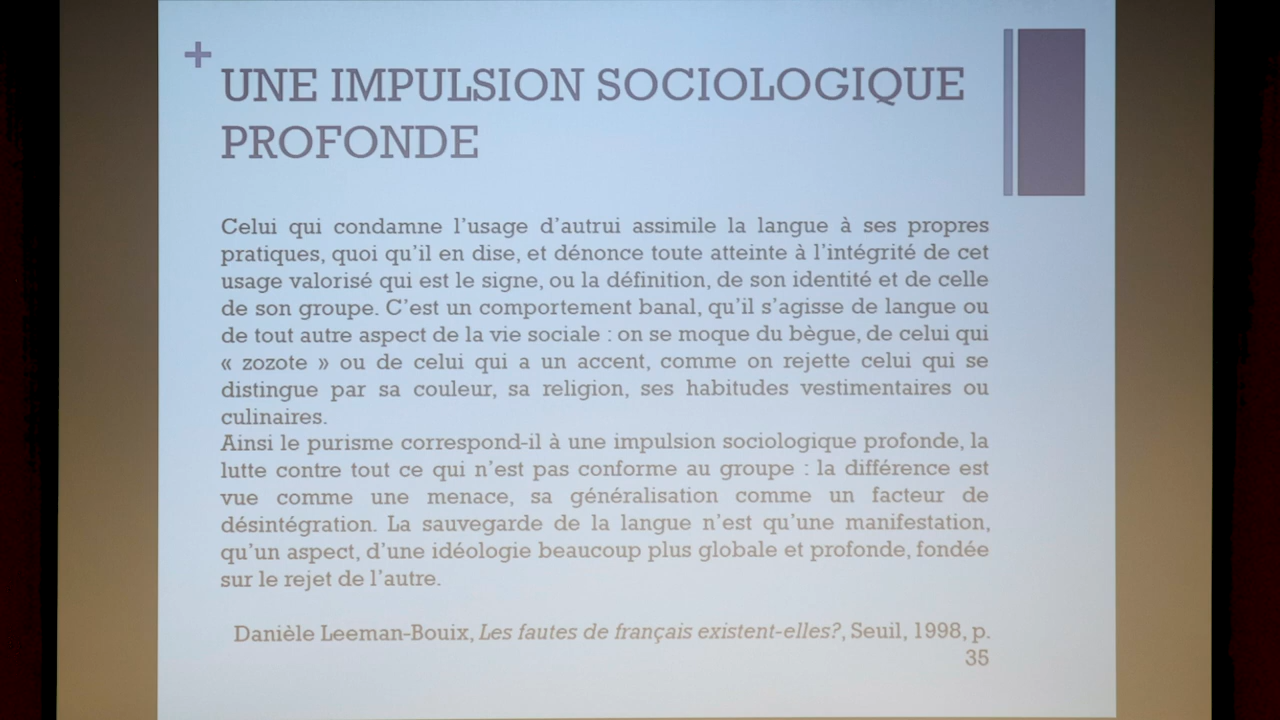 +
UNE IMPULSION SOCIOLOGIQUE
PROFONDE
Celui qui condamne l'usage d'autrui assimile la langue à ses propres
pratiques, quoi qu'il en dise, et dénonce toute atteinte à l'intégrité de cet
usage valorisé qui est le signe, ou la définition, de son identité et de celle
de son groupe. C'est un comportement banal, qu'il s'agisse de langue ou
de tout autre aspect de la vie sociale : on se moque du bègue, de celui qui
« zozote » ou de celui qui a un accent, comme on rejette celui qui se
distingue par sa couleur, sa religion, ses habitudes vestimentaires ou
culinaires.
Ainsi le purisme correspond-il à une impulsion sociologique profonde, la
lutte contre tout ce qui n'est pas conforme au groupe : la différence est
vue comme une menace, sa généralisation comme un facteur de
désintégration. La sauvegarde de la langue n'est qu'une manifestation,
qu'un aspect, d'une idéologie beaucoup plus globale et profonde, fondée
sur le rejet de l'autre.
Danièle Leeman-Bouix, Les fautes de français existent-elles?, Seuil, 1998, p.
35